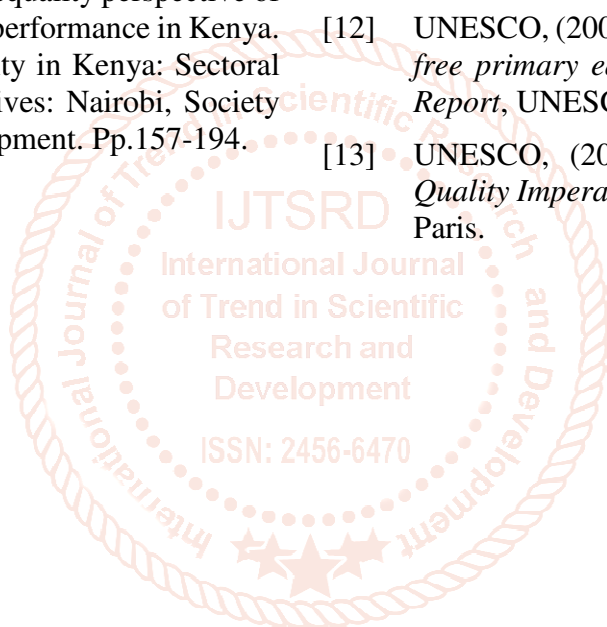 equality perspective of
performance in Kenya.
ty in Kenya: Sectoral
ives: Nairobi, Society
pment. Pp.157-194.
[12] UNESCO, (200
free primary e
Report, UNESC
[13] UNESCO, (20
Quality Impera
Paris.
International Journal of Trend in Scientific Research and Development
IJTSRD
International Journal
of Trend in Scientific
Research and
Development
ISSN: 2456-6470